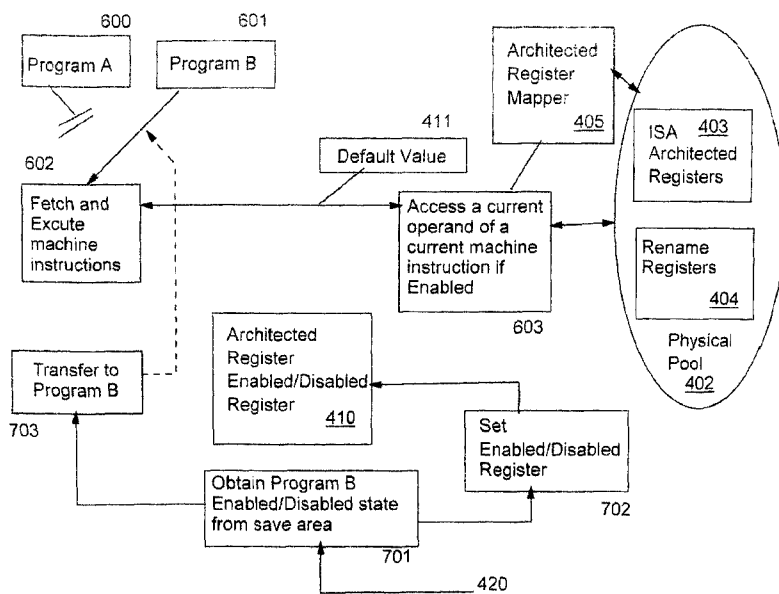 600
601
Program A
Program B
Architected
Register
Mapper
405
411
Default Value
403
ISA
Architected
Registers
602
Fetch and
Excute
machine
instructions
Access a current
operand of a
current machine
instruction if
Enabled
603
Rename
Registers
404
Physical
Pool
402
Architected
Register
Enabled/Disabled
Register
410
Transfer to
Program B
703
Set
Enabled/Disabled
Register
702
Obtain Program B
Enabled/Disabled state
from save area
701
420